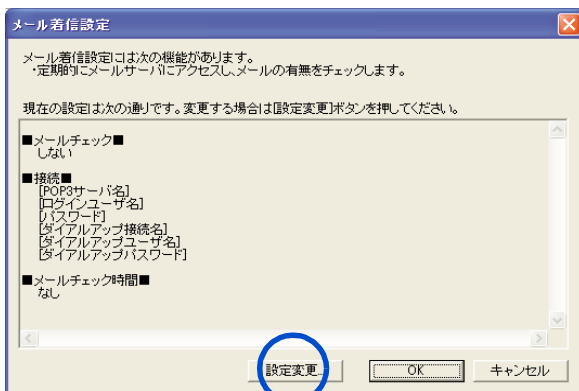 メール着信設定
メール着信設定には次の機能があります。
・定期的にメールサーバにアクセスし、メールの有無をチェックします。
現在の設定は次の通りです。変更する場合は[設定変更]ボタンを押してください。
■メールチェック■
しない
■接続■
[POP3サーバ名]
[ログインユーザ名]
[パスワード]
[ダイアルアップ接続名]
[ダイアルアップユーザ名]
[ダイアルアップパスワード]
■メールチェック時間■
なし
設定変更... OK キャンセル